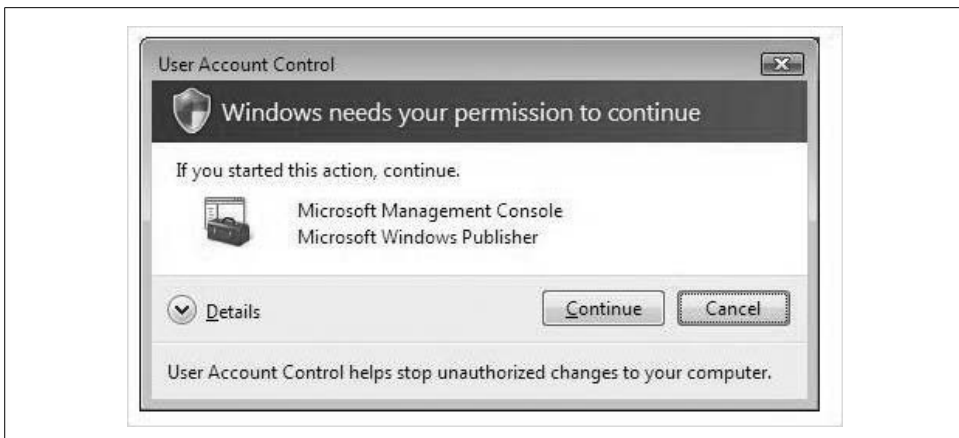 User Account Control
Windows needs your permission to continue
If you started this action, continue.
Microsoft Management Console
Microsoft Windows Publisher
Details
Continue
Cancel
User Account Control helps stop unauthorized changes to your computer.